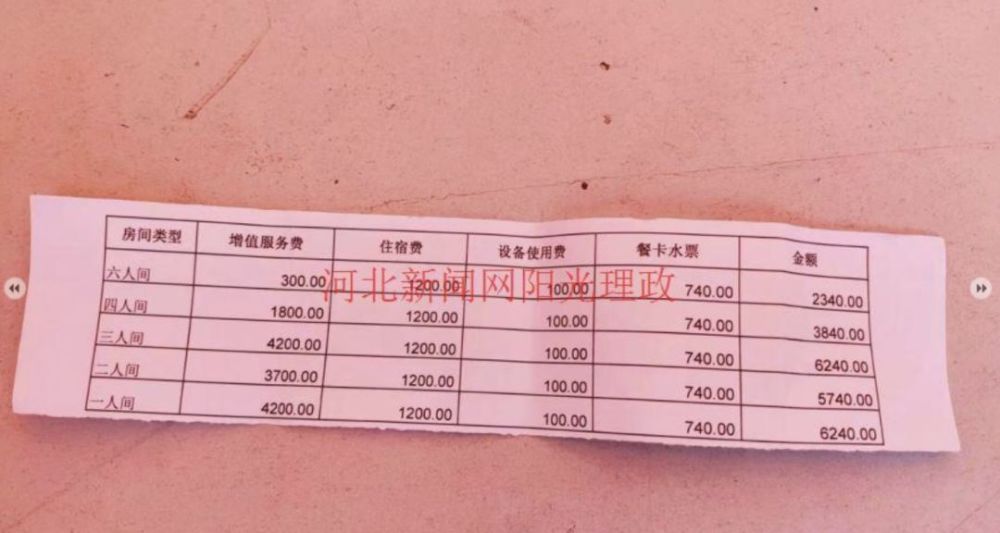 房间类型 增值服务费 住宿费 设备使用费 餐卡水票 金额
六人间 300.00 1200.00 100.00 740.00 2340.00
四人间 1800.00 1200.00 100.00 740.00 3840.00
三人间 4200.00 1200.00 100.00 740.00 6240.00
二人间 3700.00 1200.00 100.00 740.00 5740.00
一人间 4200.00 1200.00 100.00 740.00 6240.00
河北新闻网阳光理政